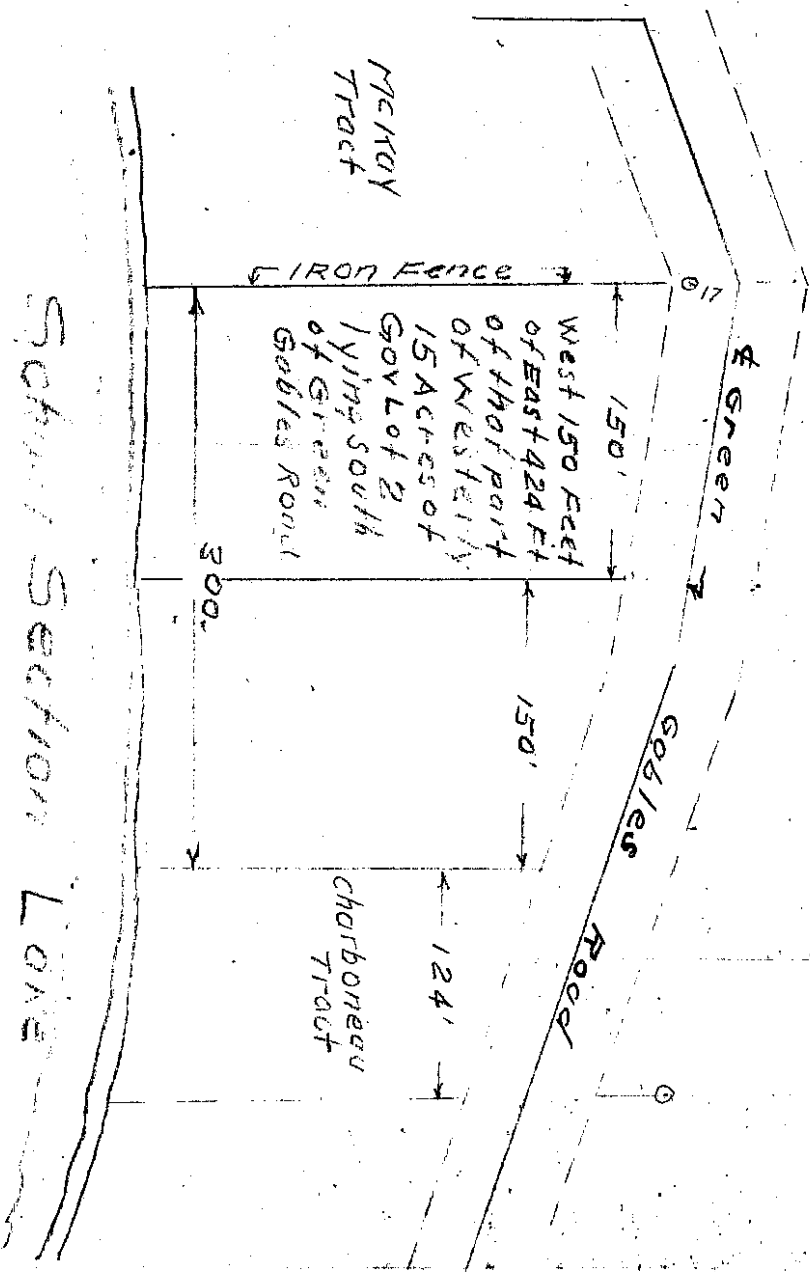 McKay
Tract
IRON Fence
17
West 150 Feet
of East 424 Ft
of that part
of Westerly
15 Acres of
Gov Lot 2
lying South
of Green
Gables Road
150'
150'
300.
124'
Charboneau
Tract
℄ Green
Gables
Road
School Section Lake